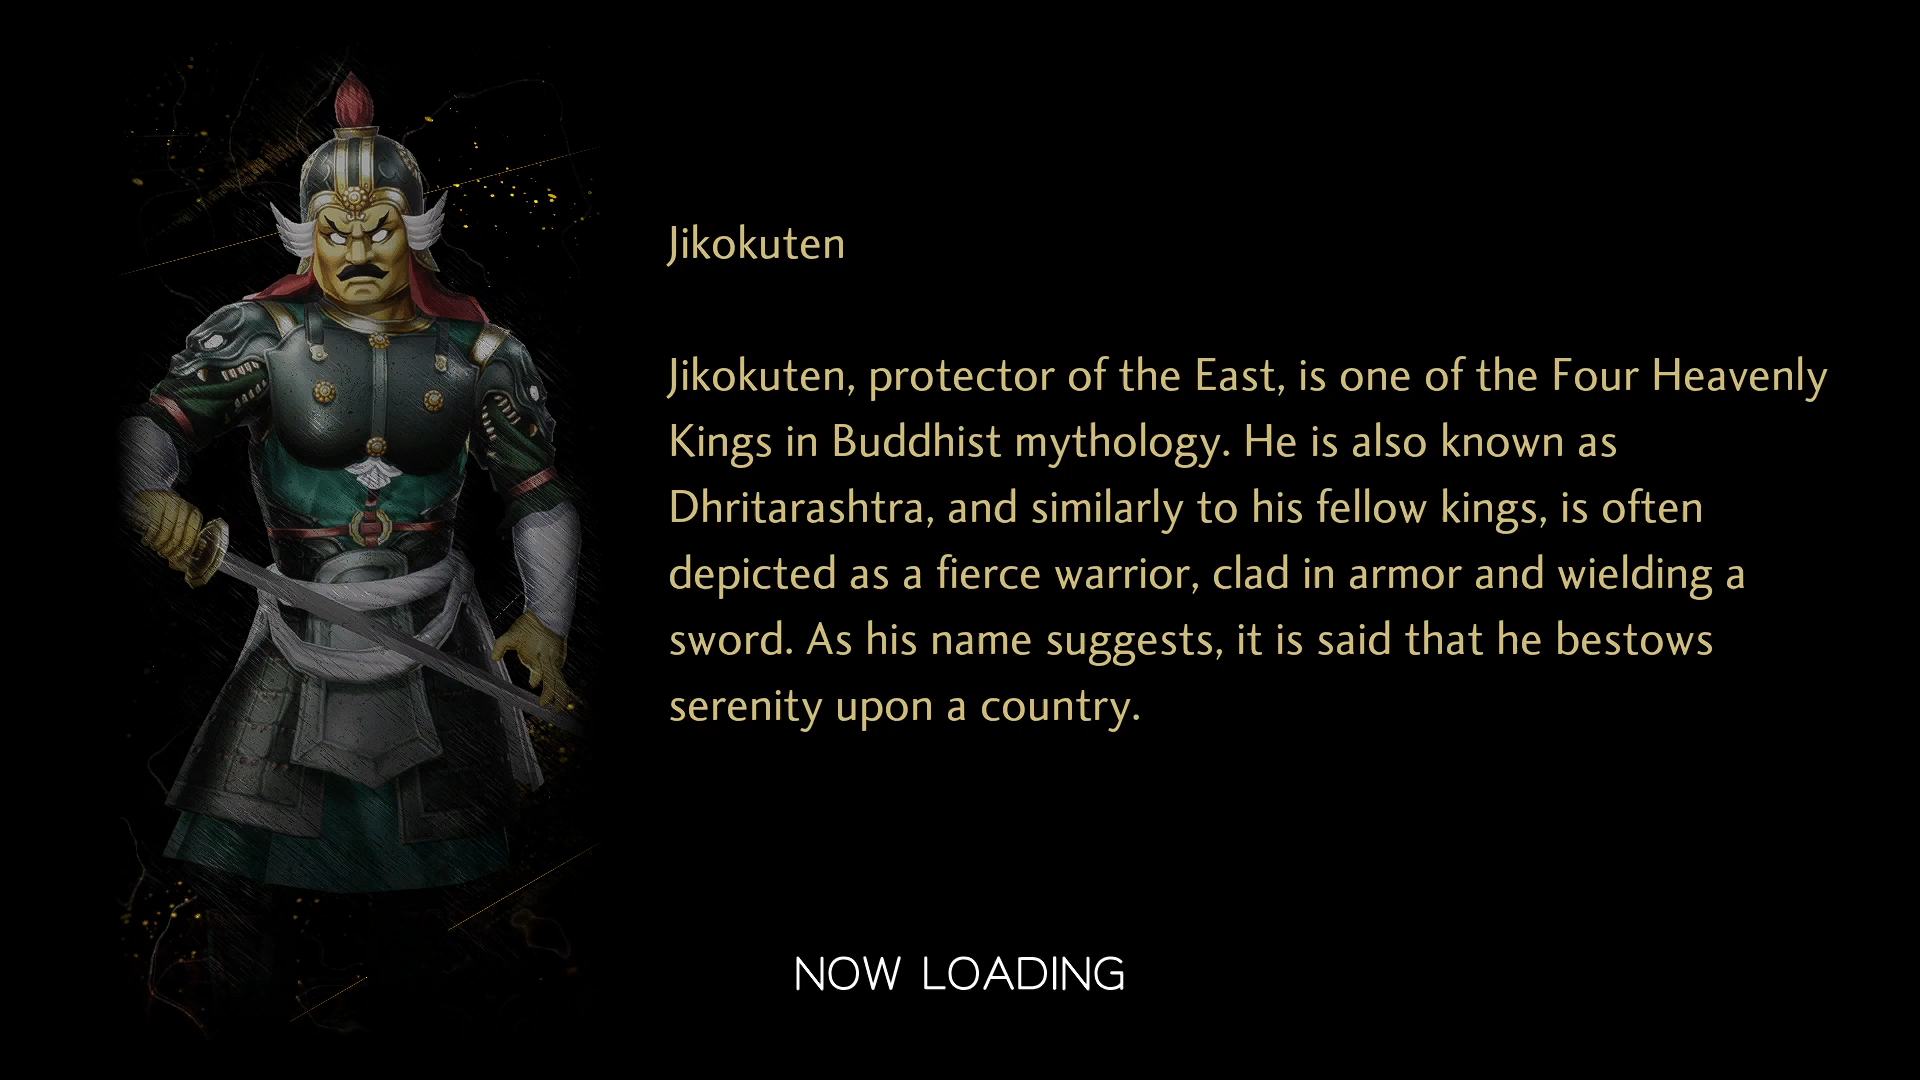 Jikokuten
Jikokuten, protector of the East, is one of the Four Heavenly
Kings in Buddhist mythology. He is also known as
Dhritarashtra, and similarly to his fellow kings, is often
depicted as a fierce warrior, clad in armor and wielding a
sword. As his name suggests, it is said that he bestows
serenity upon a country.
NOW LOADING